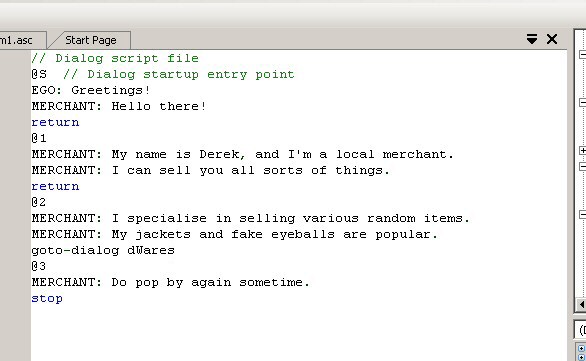 m1.asc
Start Page
// Dialog script file
@S  // Dialog startup entry point
EGO: Greetings!
MERCHANT: Hello there!
return
@1
MERCHANT: My name is Derek, and I'm a local merchant.
MERCHANT: I can sell you all sorts of things.
return
@2
MERCHANT: I specialise in selling various random items.
MERCHANT: My jackets and fake eyeballs are popular.
goto-dialog dWares
@3
MERCHANT: Do pop by again sometime.
stop